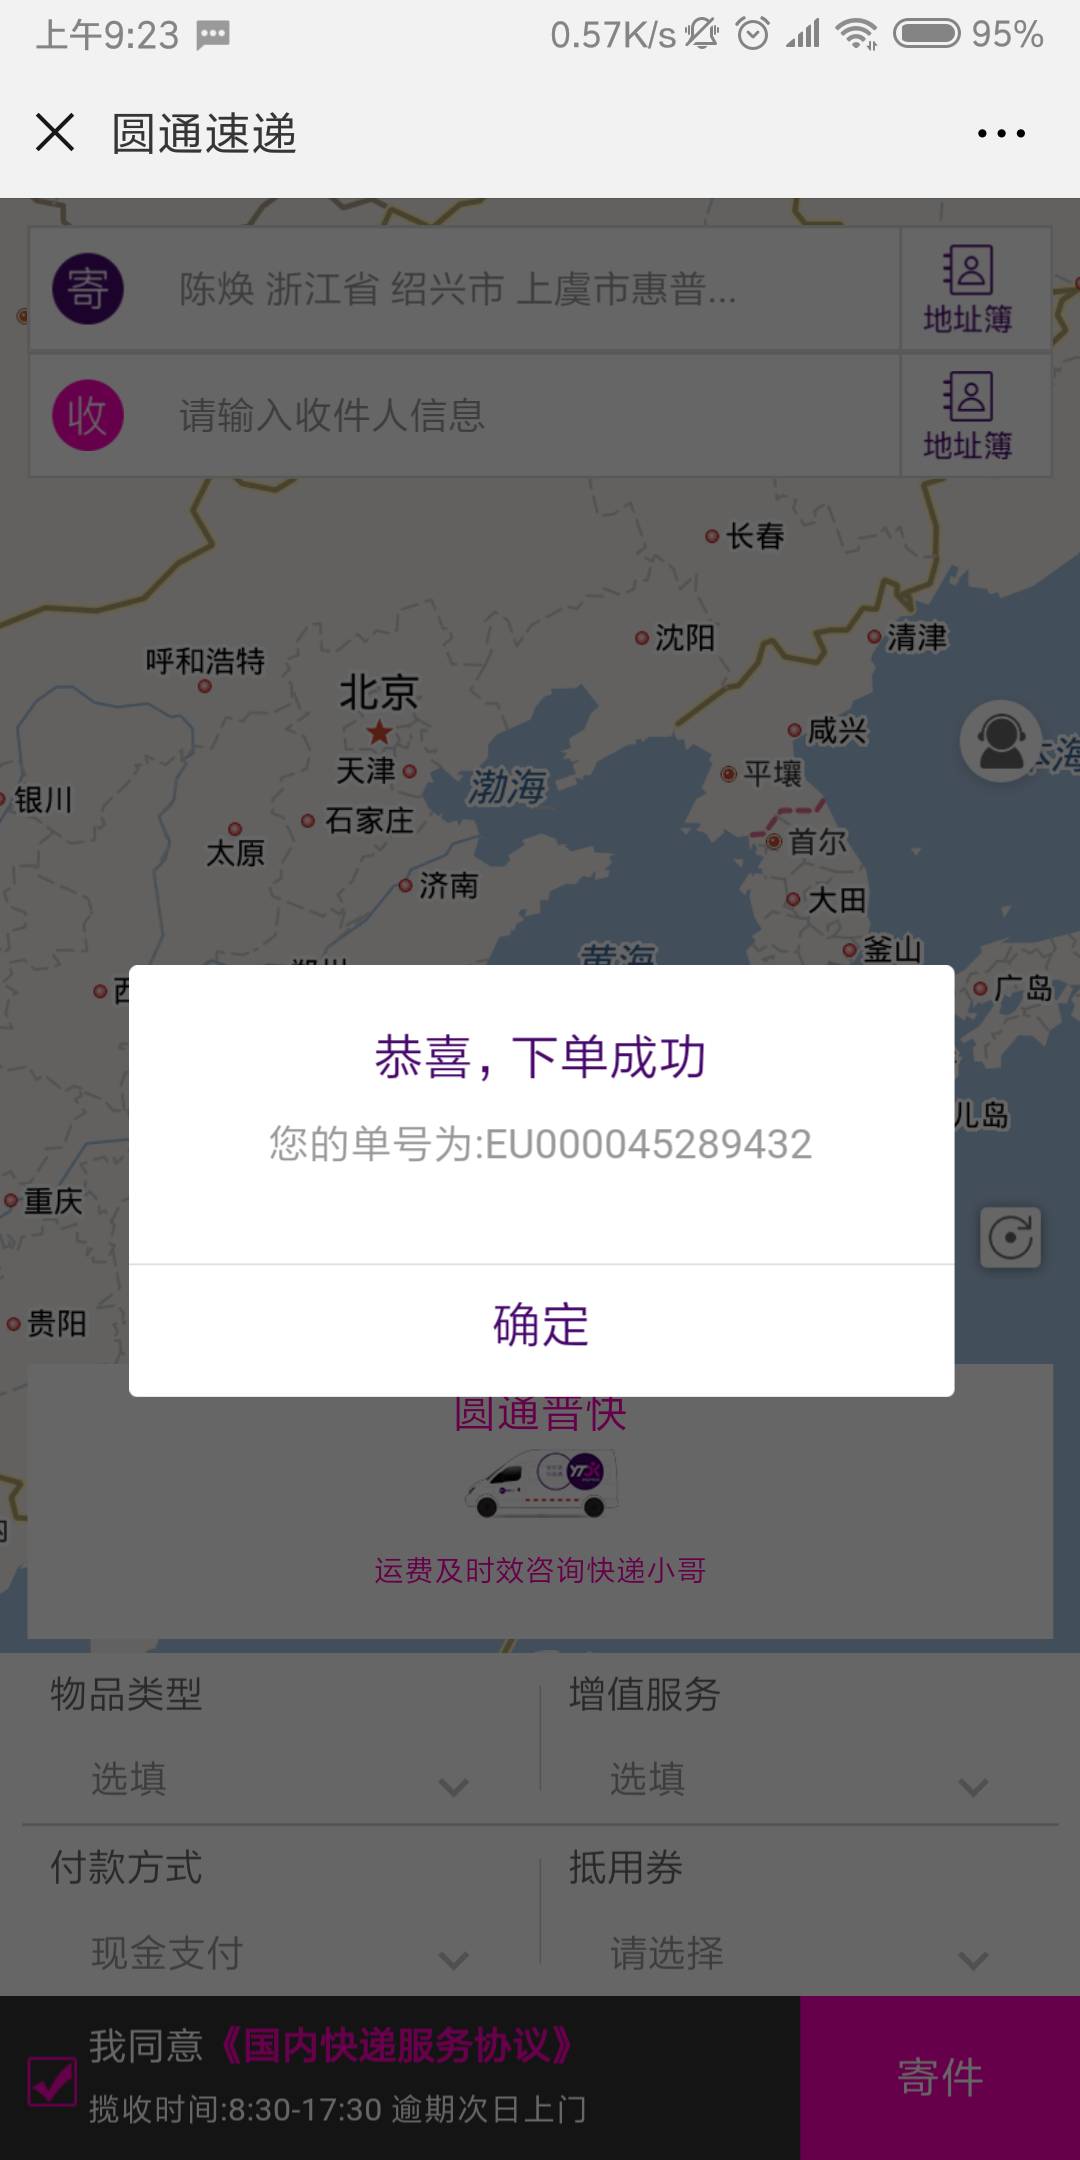 上午9:23
0.57K/s
95%
圆通速递
寄
陈焕 浙江省 绍兴市 上虞市惠普...
地址簿
收
请输入收件人信息
地址簿
长春
沈阳
清津
呼和浩特
北京
咸兴
天津
平壤
渤海
银川
石家庄
首尔
太原
济南
大田
釜山
黄海
广岛
恭喜，下单成功
儿岛
您的单号为:EU000045289432
重庆
贵阳
确定
圆通普快
运费及时效咨询快递小哥
物品类型
增值服务
选填
选填
付款方式
抵用券
现金支付
请选择
我同意《国内快递服务协议》
揽收时间:8:30-17:30 逾期次日上门
寄件